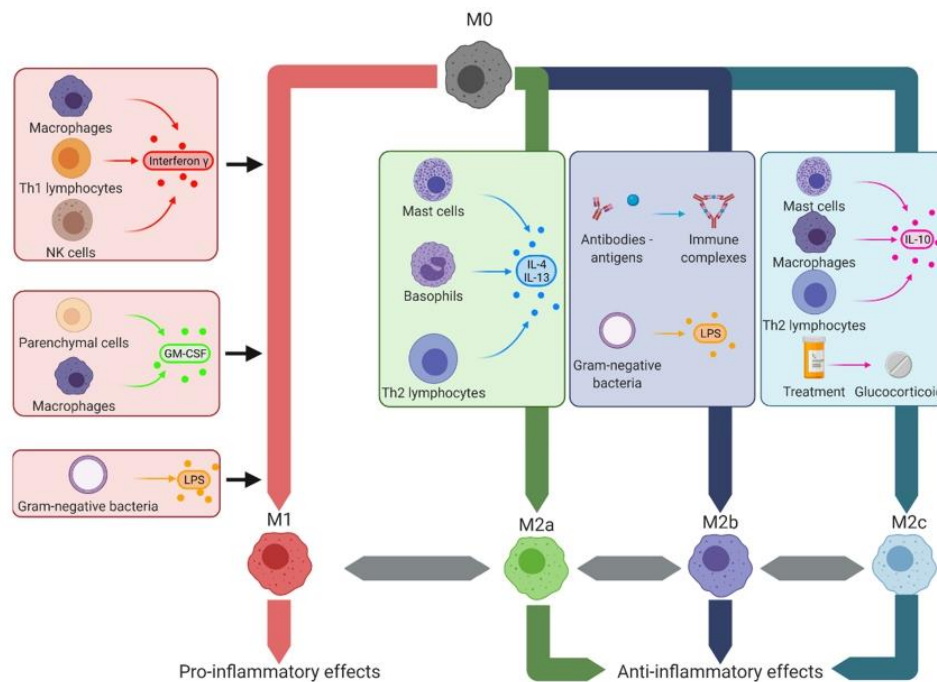 M0
Macrophages
Th1 lymphocytes
NK cells
Interferon γ
Parenchymal cells
Macrophages
GM-CSF
Gram-negative bacteria
LPS
Mast cells
Basophils
Th2 lymphocytes
IL-4
IL-13
Antibodies -
antigens
Immune
complexes
Gram-negative
bacteria
LPS
Mast cells
Macrophages
Th2 lymphocytes
IL-10
Treatment
Glucocorticoid
M1
M2a
M2b
M2c
Pro-inflammatory effects
Anti-inflammatory effects